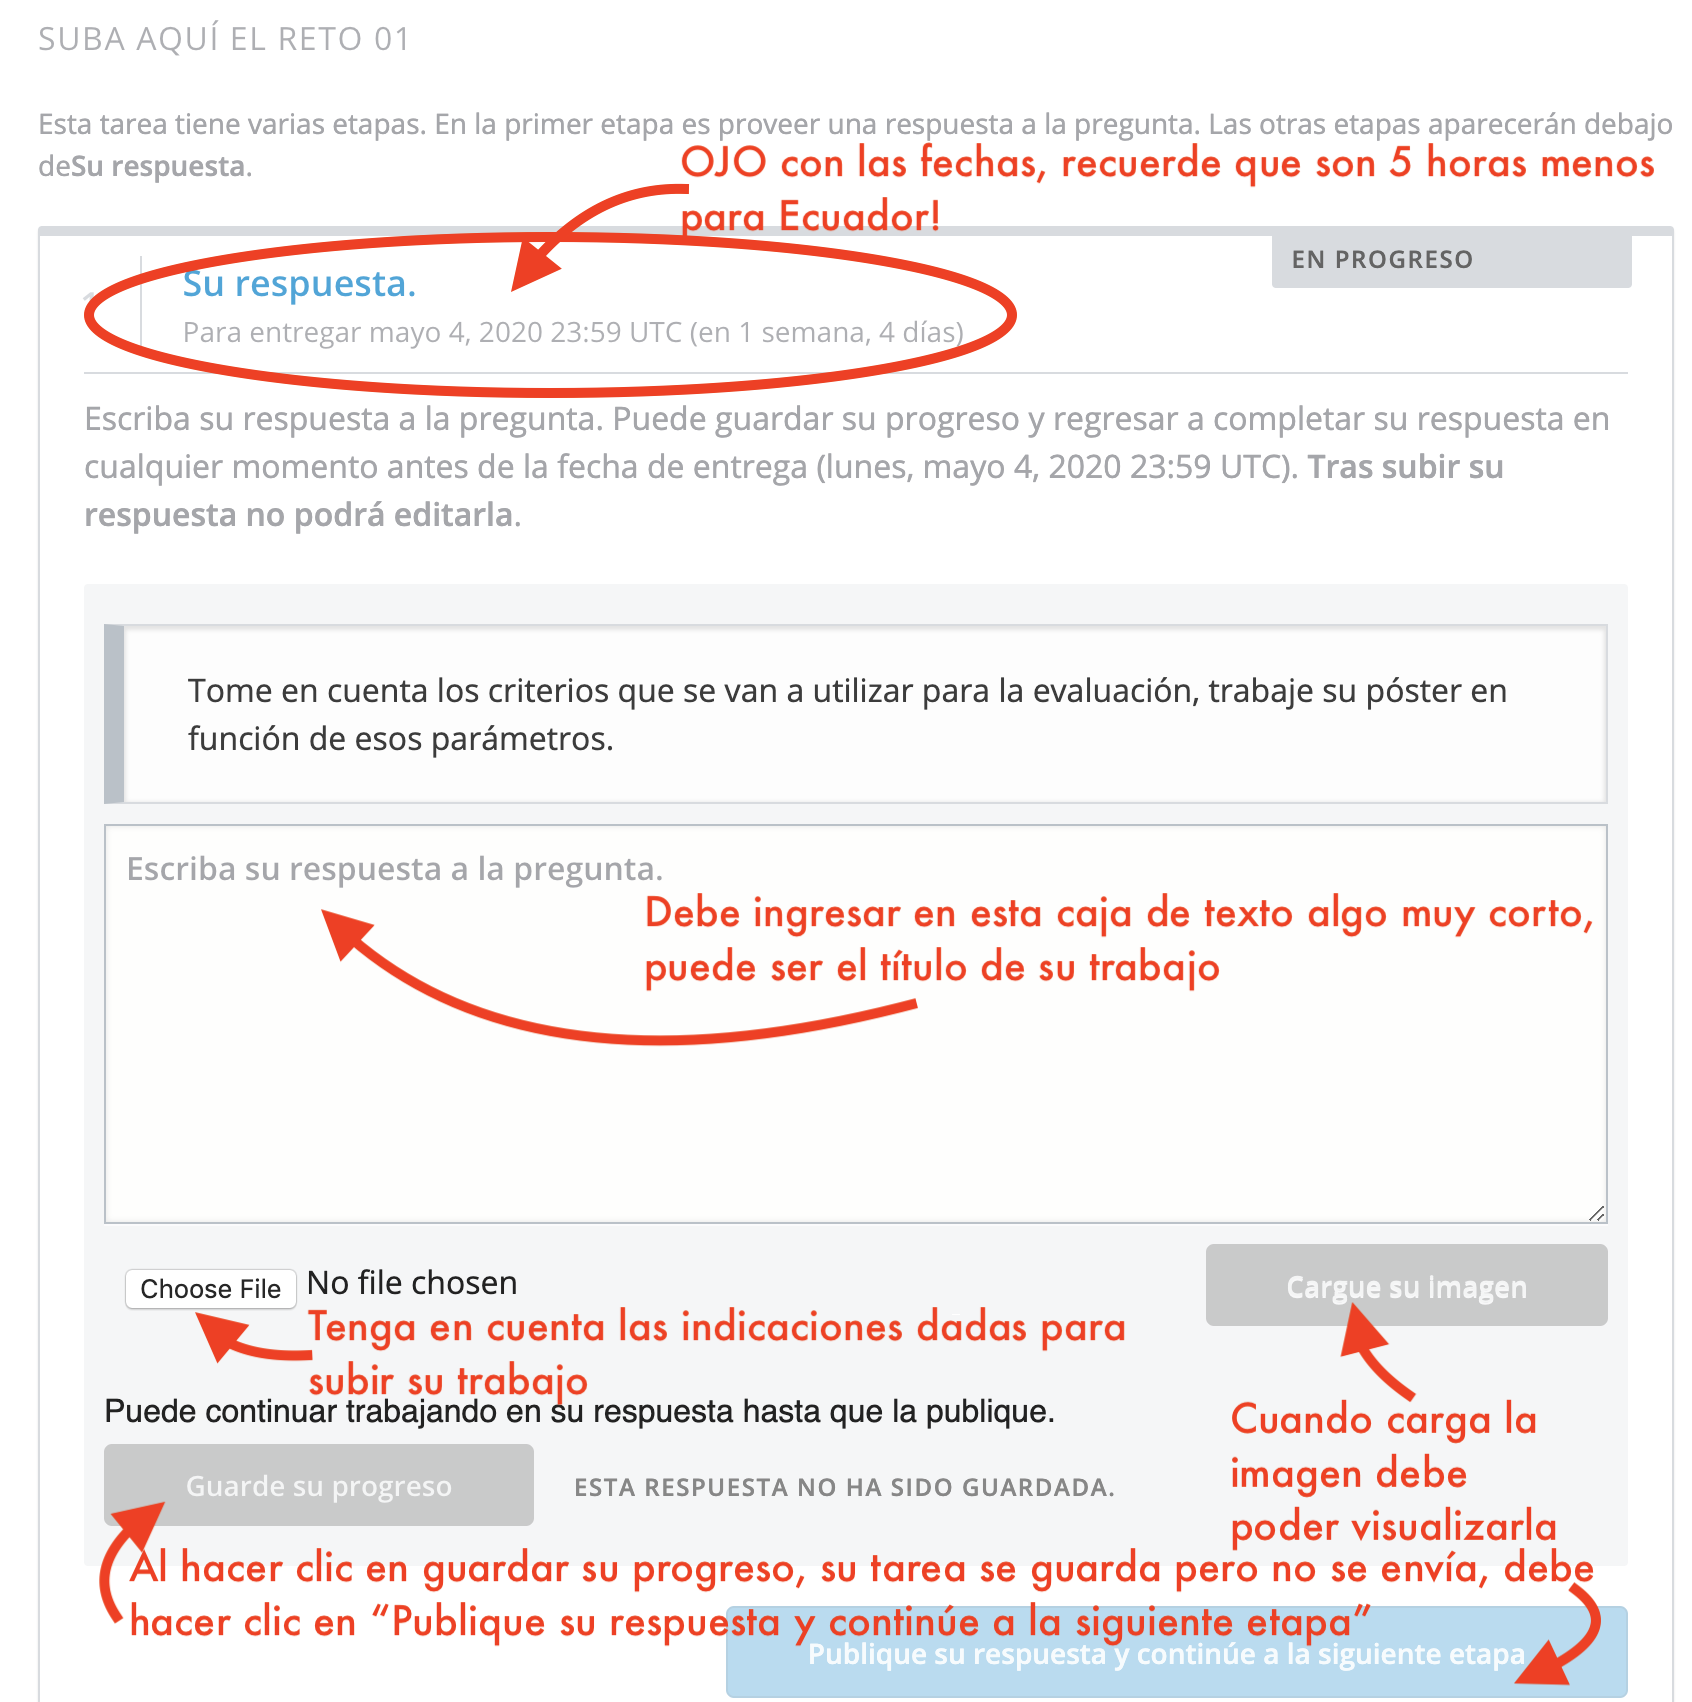 SUBA AQUÍ EL RETO 01
Esta tarea tiene varias etapas. En la primer etapa es proveer una respuesta a la pregunta. Las otras etapas aparecerán debajo
deSu respuesta.
OJO con las fechas, recuerde que son 5 horas menos
para Ecuador!
EN PROGRESO
Su respuesta.
Para entregar mayo 4, 2020 23:59 UTC (en 1 semana, 4 días)
Escriba su respuesta a la pregunta. Puede guardar su progreso y regresar a completar su respuesta en
cualquier momento antes de la fecha de entrega (lunes, mayo 4, 2020 23:59 UTC). Tras subir su
respuesta no podrá editarla.
Tome en cuenta los criterios que se van a utilizar para la evaluación, trabaje su póster en
función de esos parámetros.
Escriba su respuesta a la pregunta.
Debe ingresar en esta caja de texto algo muy corto,
puede ser el título de su trabajo
Choose File No file chosen
Cargue su imagen
Tenga en cuenta las indicaciones dadas para
subir su trabajo
Puede continuar trabajando en su respuesta hasta que la publique.
Cuando carga la
imagen debe
poder visualizarla
Guarde su progreso
ESTA RESPUESTA NO HA SIDO GUARDADA.
Al hacer clic en guardar su progreso, su tarea se guarda pero no se envía, debe
hacer clic en “Publique su respuesta y continúe a la siguiente etapa”
Publique su respuesta y continúe a la siguiente etapa